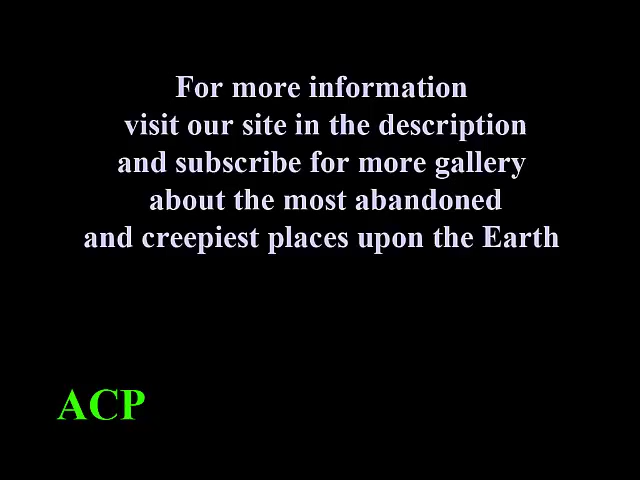 For more information
visit our site in the description
and subscribe for more gallery
about the most abandoned
and creepiest places upon the Earth
ACP